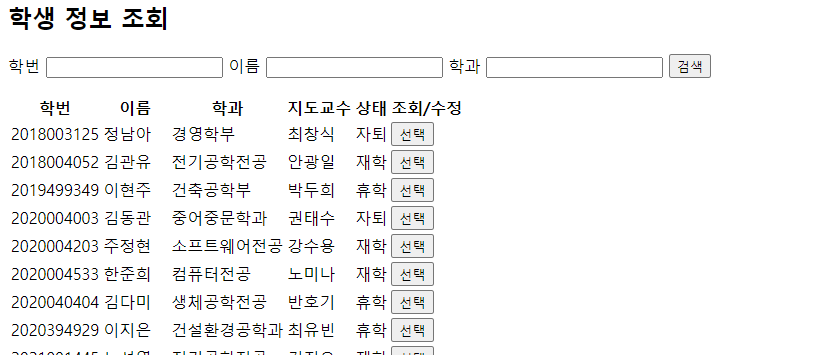 학생 정보 조회
학번 이름 학과 검색
학번 이름 학과 지도교수 상태 조회/수정
2018003125 정남아 경영학부 최창식 자퇴 선택
2018004052 김관유 전기공학전공 안광일 재학 선택
2019499349 이현주 건축공학부 박두희 휴학 선택
2020004003 김동관 중어중문학과 권태수 자퇴 선택
2020004203 주정현 소프트웨어전공 강수용 재학 선택
2020004533 한준희 컴퓨터전공 노미나 재학 선택
2020040404 김다미 생체공학전공 반호기 휴학 선택
2020394929 이지은 건설환경공학과 최유빈 휴학 선택